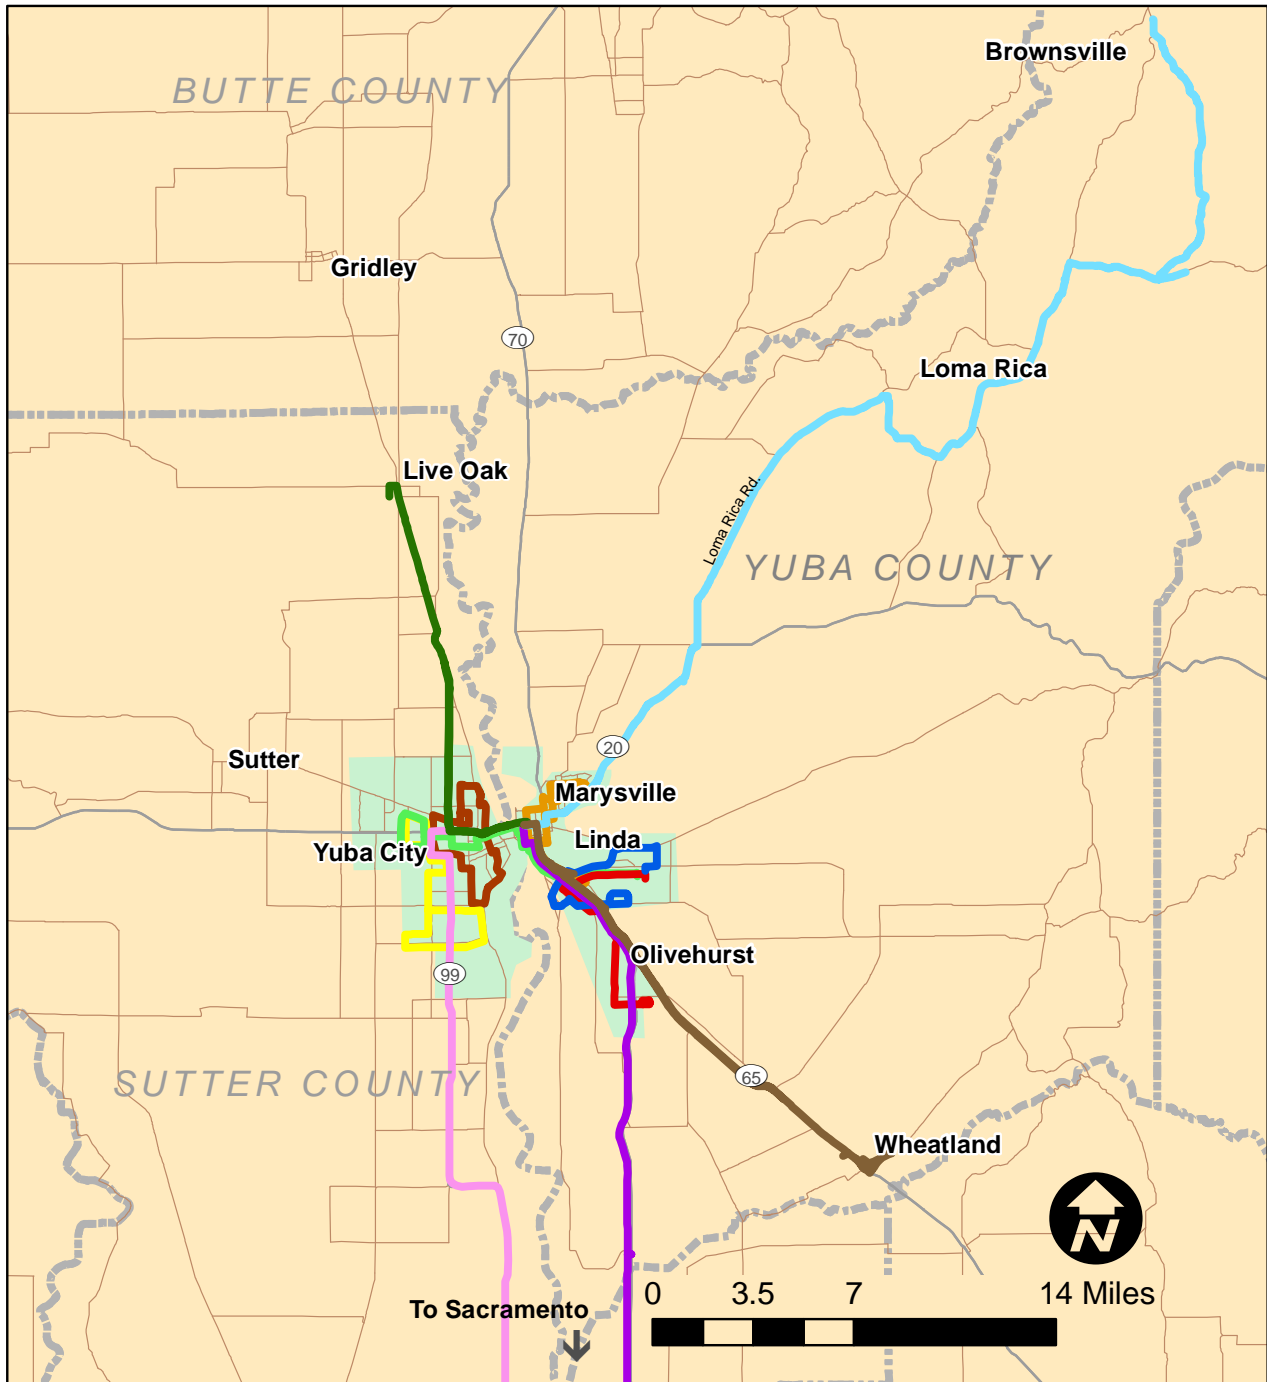 Brownsville
BUTTE COUNTY
Gridley
70
Loma Rica
Live Oak
Loma Rica Rd.
YUBA COUNTY
20
Sutter
Marysville
Linda
Yuba City
Olivehurst
99
65
SUTTER COUNTY
Wheatland
N
0 3.5 7 14 Miles
To Sacramento